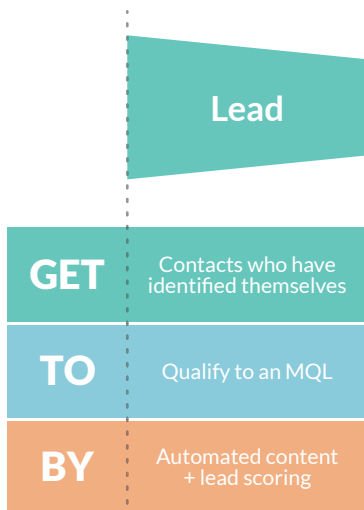 Lead
GET
Contacts who have
identified themselves
TO
Qualify to an MQL
BY
Automated content
+ lead scoring